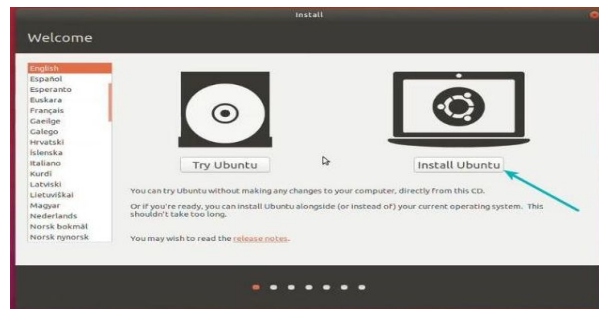 Install
Welcome
English
Español
Esperanto
Euskara
Français
Gaeilge
Galego
Hrvatski
Íslenska
Italiano
Kurdî
Latviski
Lietuviškai
Magyar
Nederlands
Norsk bokmål
Norsk nynorsk
Try Ubuntu
Install Ubuntu
You can try Ubuntu without making any changes to your computer, directly from this CD.
Or if you're ready, you can install Ubuntu alongside (or instead of) your current operating system. This
shouldn't take too long.
You may wish to read the release notes.